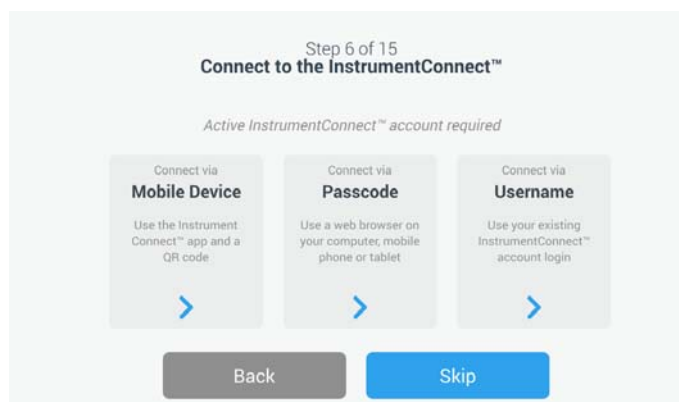 Step 6 of 15
Connect to the InstrumentConnect™
Active InstrumentConnect™ account required
Connect via
Mobile Device
Use the Instrument
Connect™ app and a
QR code
Connect via
Passcode
Use a web browser on
your computer, mobile
phone or tablet
Connect via
Username
Use your existing
InstrumentConnect™
account login
Back
Skip